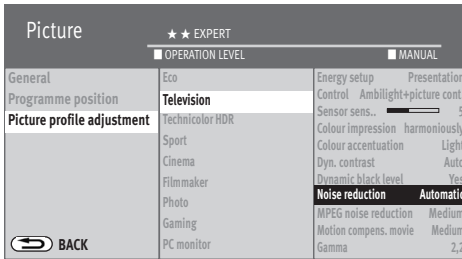 Picture
★★ EXPERT
OPERATION LEVEL
MANUAL
General
Programme position
Picture profile adjustment
BACK
Eco
Television
Technicolor HDR
Sport
Cinema
Filmmaker
Photo
Gaming
PC monitor
Energy setup Presentation
Control Ambilight+picture cont
Sensor sens.. 5
Colour impression harmoniously
Colour accentuation Light
Dyn. contrast Auto
Dynamic black level Yes
Noise reduction Automatic
MPEG noise reduction Medium
Motion compens. movie Medium
Gamma 2,2